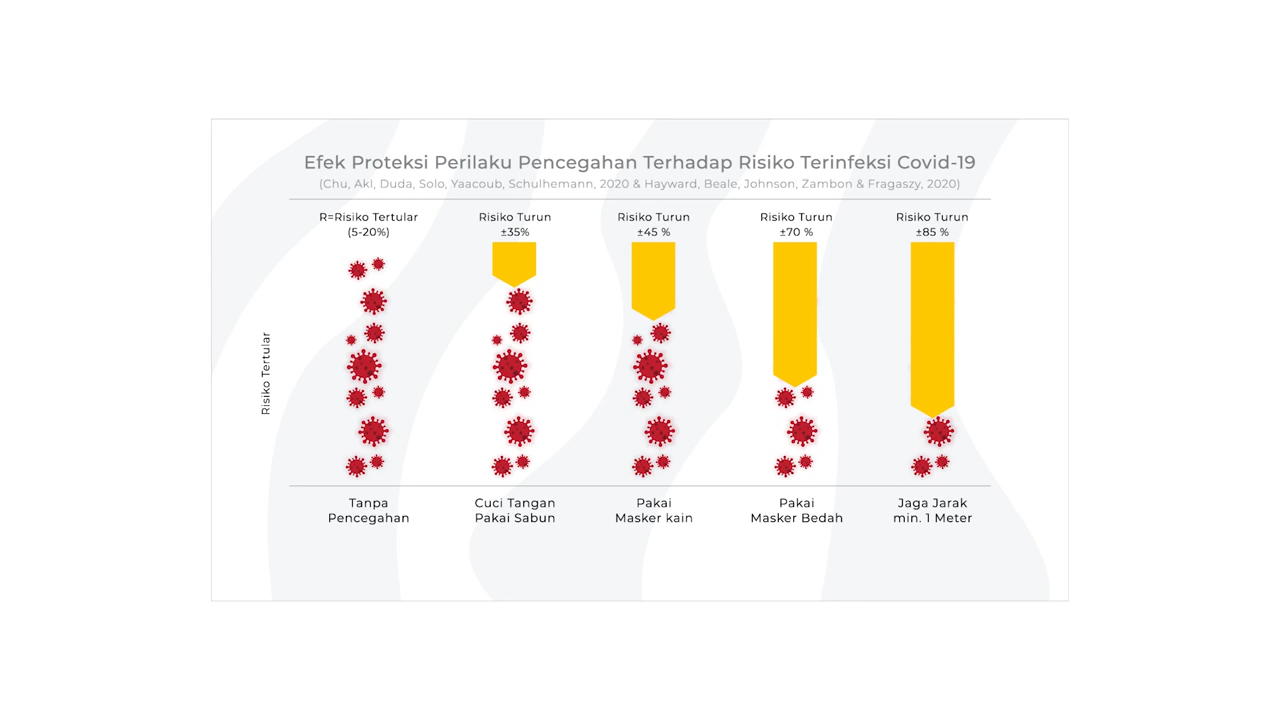 Efek Proteksi Perilaku Pencegahan Terhadap Risiko Terinfeksi Covid-19
(Chu, Akl, Duda, Solo, Yaacoub, Schulhemann, 2020 & Hayward, Beale, Johnson, Zambon & Fragaszy, 2020)
R=Risiko Tertular
(5-20%)
Risiko Turun
±35%
Risiko Turun
±45 %
Risiko Turun
±70 %
Risiko Turun
±85 %
Risiko Tertular
Tanpa
Pencegahan
Cuci Tangan
Pakai Sabun
Pakai
Masker kain
Pakai
Masker Bedah
Jaga Jarak
min. 1 Meter